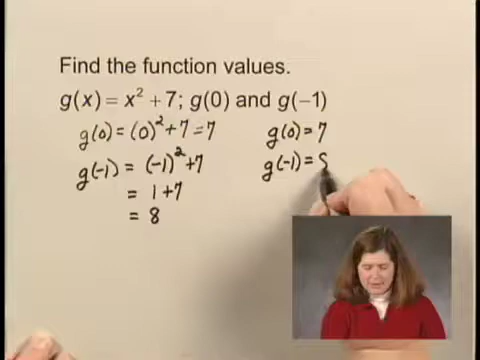 Find the function values.
g(x) = x² + 7; g(0) and g(−1)
g(0) = (0)² + 7 = 7
g(-1) = (-1)² + 7
= 1 + 7
= 8
g(0) = 7
g(-1) =